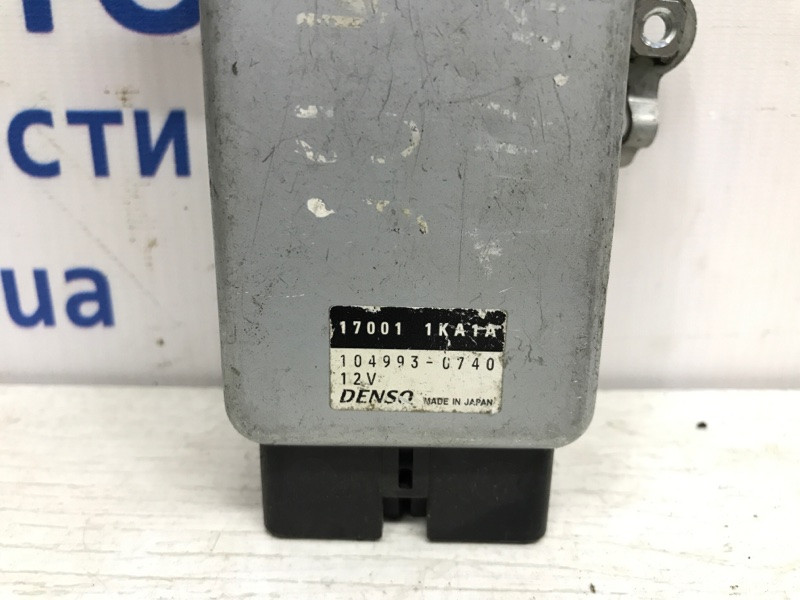 сти
ua
17001 1KA1A
104993-0740
12V
DENSO MADE IN JAPAN